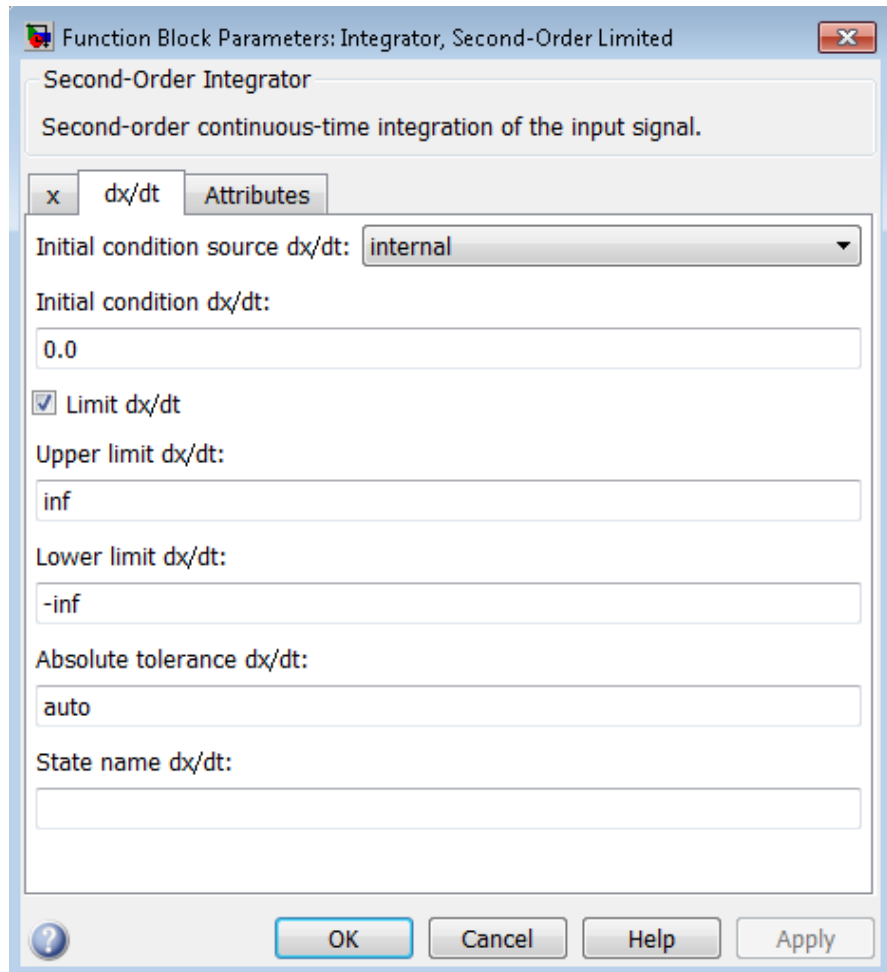 Function Block Parameters: Integrator, Second-Order Limited
Second-Order Integrator
Second-order continuous-time integration of the input signal.
x dx/dt Attributes
Initial condition source dx/dt: internal
Initial condition dx/dt:
0.0
Limit dx/dt
Upper limit dx/dt:
inf
Lower limit dx/dt:
-inf
Absolute tolerance dx/dt:
auto
State name dx/dt:
OK Cancel Help Apply